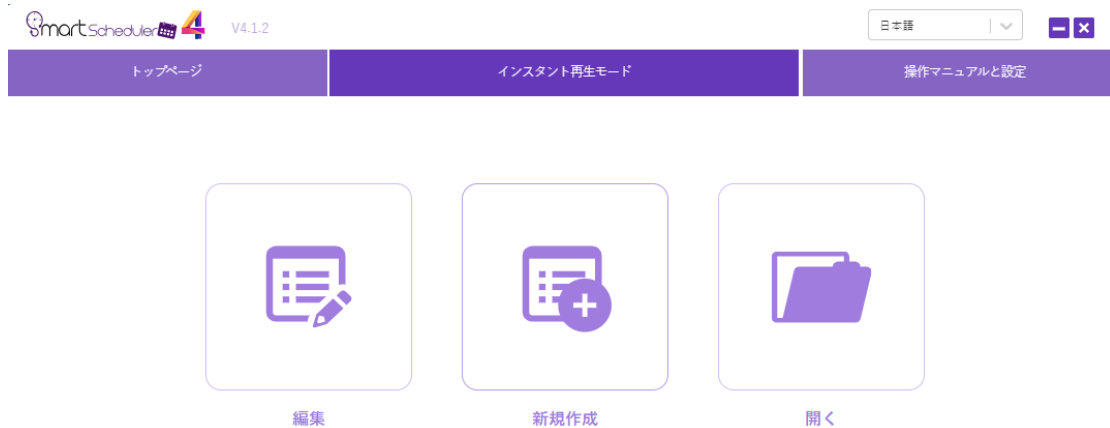 Smart Scheduler 4 V4.1.2 日本語
トップページ インスタント再生モード 操作マニュアルと設定
編集 新規作成 開く